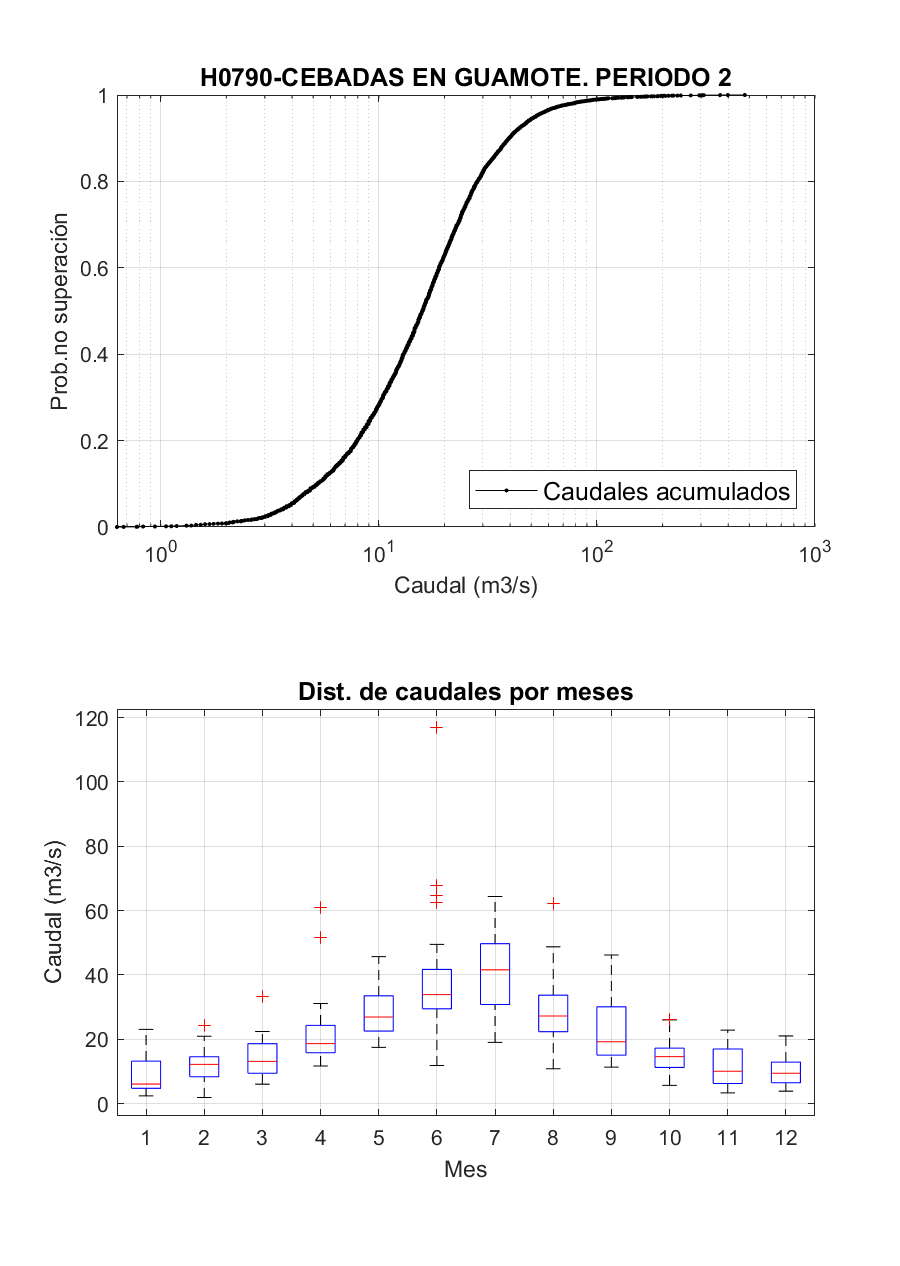 H0790-CEBADAS EN GUAMOTE. PERIODO 2
1
0.8
0.6
0.4
0.2
0
Prob.no superación
Caudales acumulados
10^0 10^1 10^2 10^3
Caudal (m3/s)
Dist. de caudales por meses
120
100
80
60
40
20
0
Caudal (m3/s)
1 2 3 4 5 6 7 8 9 10 11 12
Mes